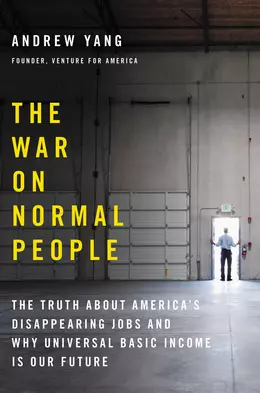 ANDREW YANG
FOUNDER, VENTURE FOR AMERICA
THE
WAR
ON
NORMAL
PEOPLE
THE TRUTH ABOUT AMERICA'S
DISAPPEARING JOBS AND
WHY UNIVERSAL BASIC INCOME
IS OUR FUTURE